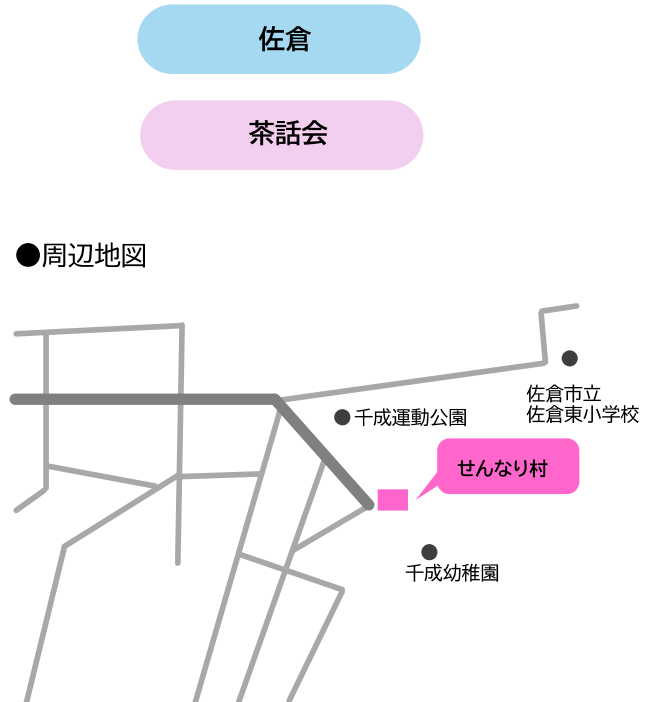 佐倉
茶話会
●周辺地図
千成運動公園
佐倉市立
佐倉東小学校
せんなり村
千成幼稚園